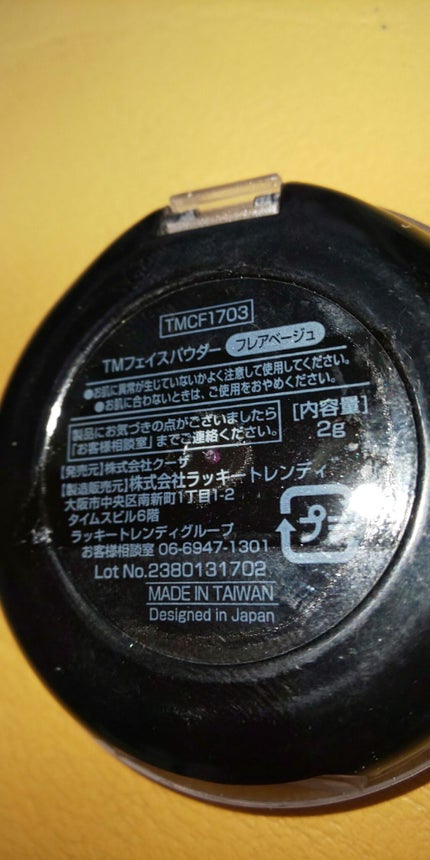 TMCF1703
TMフェイスパウダー フレアベージュ
●お肌に異常が生じていないかよく注意して使用してください。
●お肌に合わないときは、ご使用をおやめください。
製品にお気づきの点がございましたら
「お客様相談室」までご連絡ください。
[内容量]
2g
[発売元]株式会社クーザ
[製造販売元]株式会社ラッキートレンディ
大阪市中央区南新町1丁目1-2
タイムスビル6階
ラッキートレンディグループ
お客様相談室 06-6947-1301
プラ
Lot No.2380131702
MADE IN TAIWAN
Designed in Japan